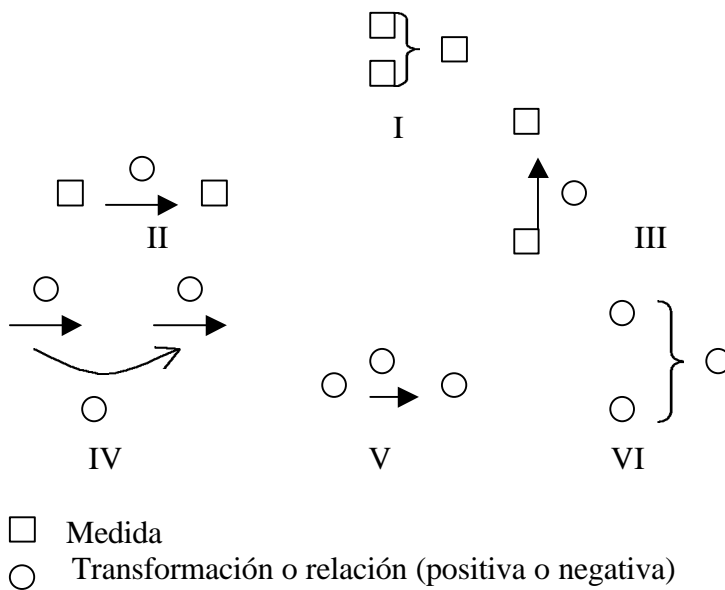 I
II
III
IV
V
VI
Medida
Transformación o relación (positiva o negativa)